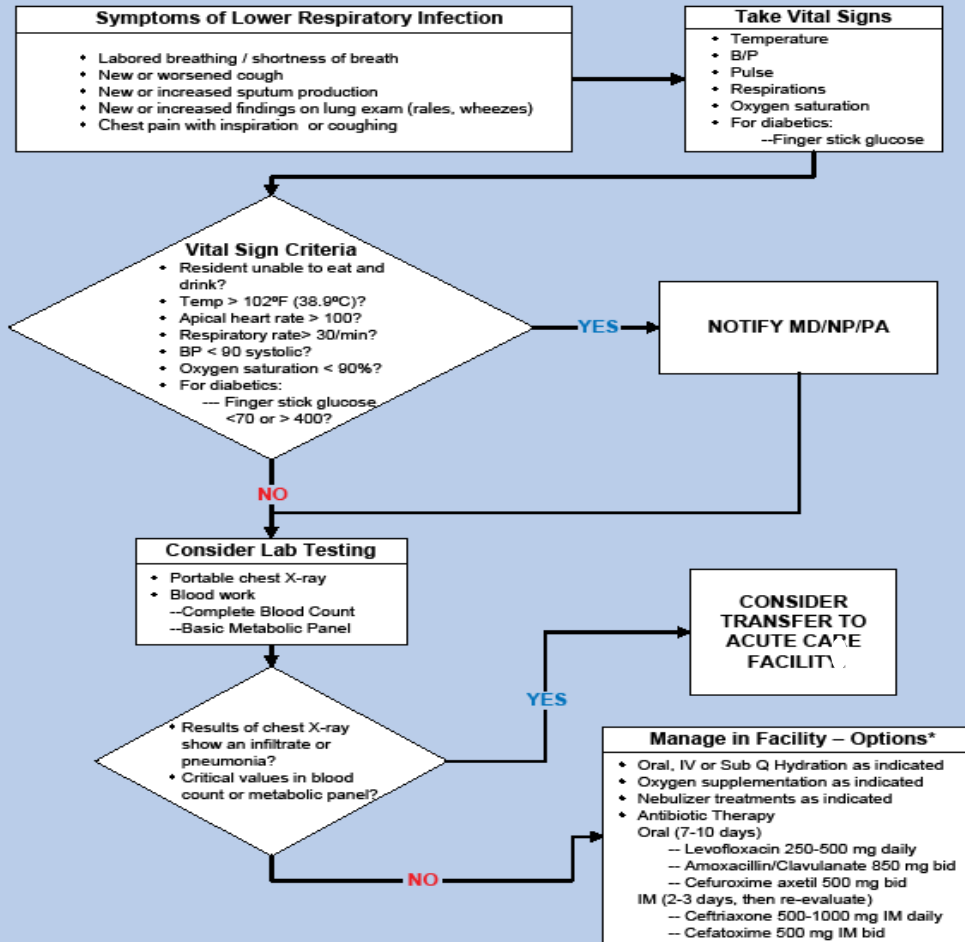 Symptoms of Lower Respiratory Infection
• Labored breathing / shortness of breath
• New or worsened cough
• New or increased sputum production
• New or increased findings on lung exam (rales, wheezes)
• Chest pain with inspiration or coughing
Take Vital Signs
• Temperature
• B/P
• Pulse
• Respirations
• Oxygen saturation
• For diabetics:
--Finger stick glucose
Vital Sign Criteria
• Resident unable to eat and
drink?
• Temp > 102ºF (38.9ºC)?
• Apical heart rate > 100?
• Respiratory rate> 30/min?
• BP < 90 systolic?
• Oxygen saturation < 90%?
• For diabetics:
--- Finger stick glucose
<70 or > 400?
YES
NOTIFY MD/NP/PA
NO
Consider Lab Testing
• Portable chest X-ray
• Blood work
--Complete Blood Count
--Basic Metabolic Panel
CONSIDER
TRANSFER TO
ACUTE CARE
FACILITY
YES
• Results of chest X-ray
show an infiltrate or
pneumonia?
• Critical values in blood
count or metabolic panel?
NO
Manage in Facility – Options*
• Oral, IV or Sub Q Hydration as indicated
• Oxygen supplementation as indicated
• Nebulizer treatments as indicated
• Antibiotic Therapy
Oral (7-10 days)
-- Levofloxacin 250-500 mg daily
-- Amoxacillin/Clavulanate 850 mg bid
-- Cefuroxime axetil 500 mg bid
IM (2-3 days, then re-evaluate)
-- Ceftriaxone 500-1000 mg IM daily
-- Cefatoxime 500 mg IM bid